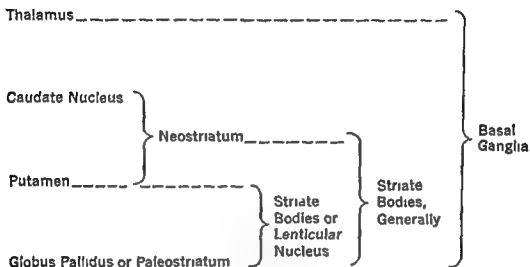 Thalamus
Caudate Nucleus
Neostriatum
Basal
Ganglia
Putamen
Striate
Bodies or
Lenticular
Nucleus
Striate
Bodies,
Generally
Globus Pallidus or Paleostriatum